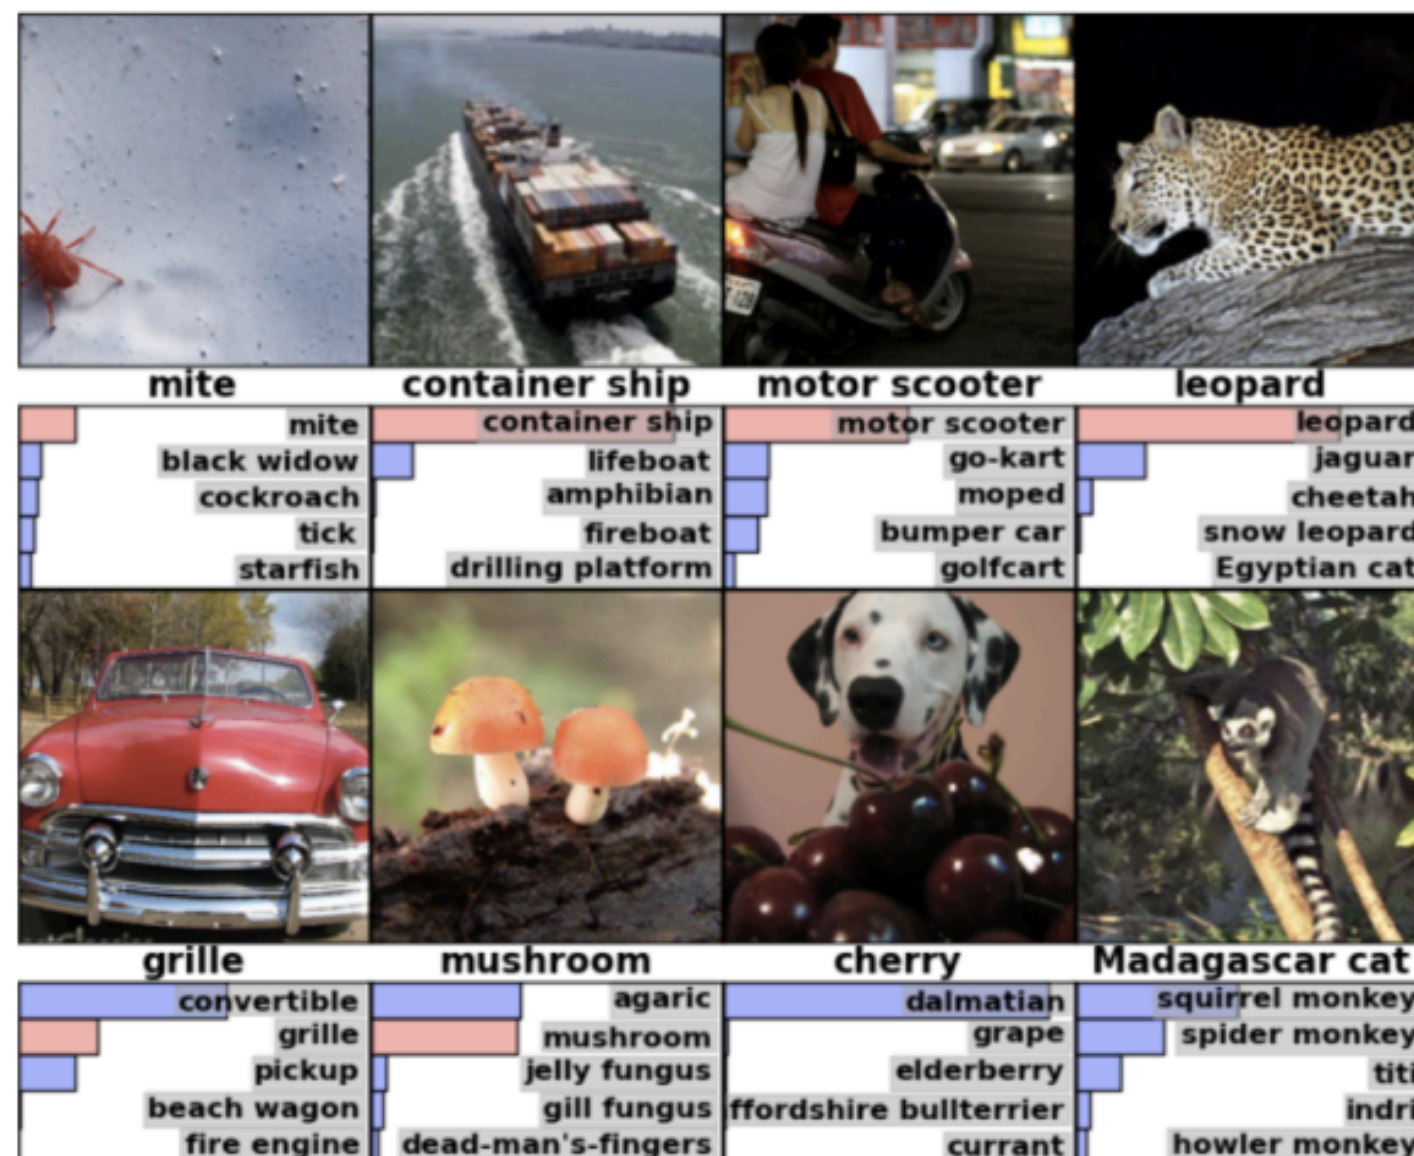 mite
container ship
motor scooter
leopard
mite
black widow
cockroach
tick
starfish
container ship
lifeboat
amphibian
fireboat
drilling platform
motor scooter
go-kart
moped
bumper car
golfcart
leopard
jaguar
cheetah
snow leopard
Egyptian cat
grille
mushroom
cherry
Madagascar cat
convertible
grille
pickup
beach wagon
fire engine
agaric
mushroom
jelly fungus
gill fungus
dead-man's-fingers
dalmatian
grape
elderberry
ffordshire bullterrier
currant
squirrel monkey
spider monkey
titi
indri
howler monkey